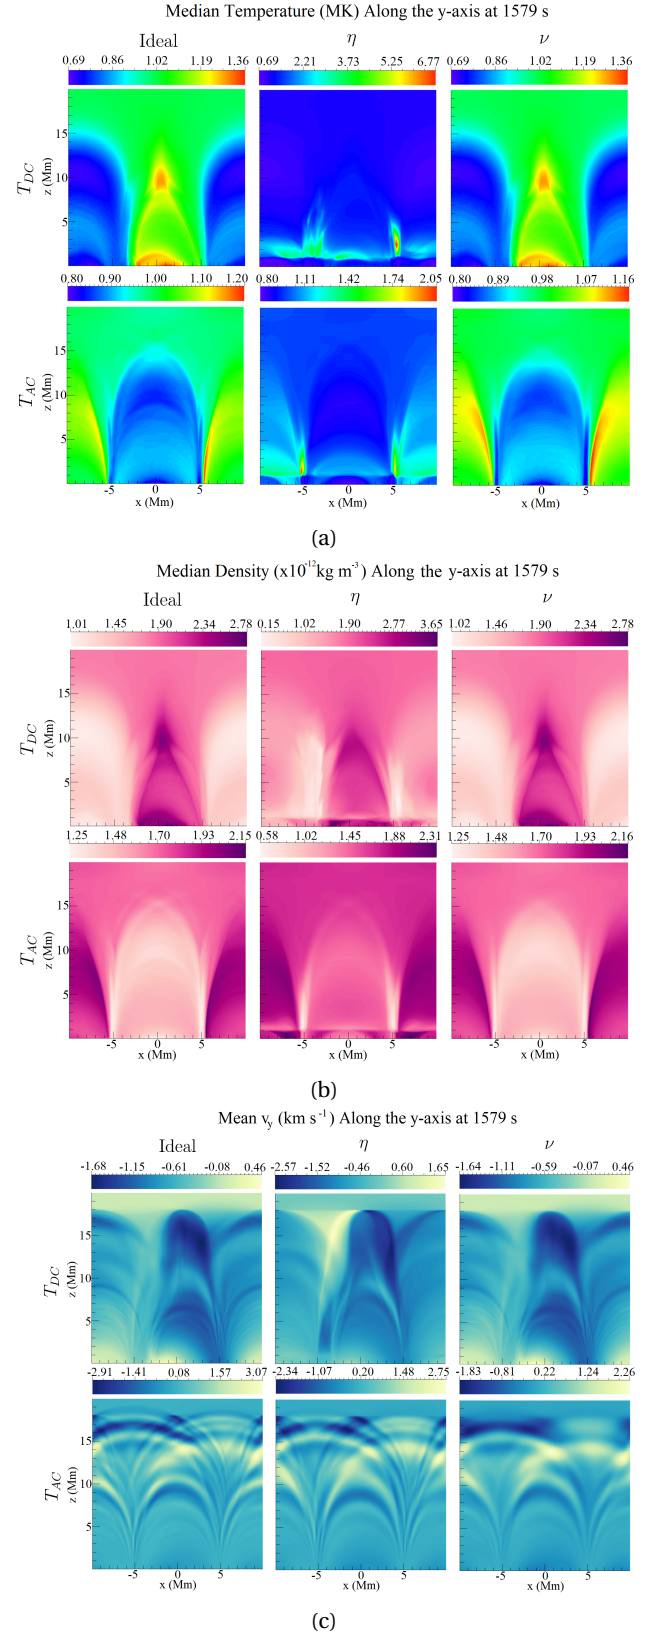 Median Temperature (MK) Along the y-axis at 1579 s
Ideal η ν
0.69 0.86 1.02 1.19 1.36 0.69 2.21 3.73 5.25 6.77 0.69 0.86 1.02 1.19 1.36
T_DC
z (Mm)
15
10
5
0.80 0.90 1.00 1.10 1.20 0.80 1.11 1.42 1.74 2.05 0.80 0.89 0.98 1.07 1.16
T_AC
z (Mm)
15
10
5
-5 0 5 -5 0 5 -5 0 5
x (Mm) x (Mm) x (Mm)
(a)
Median Density (x10⁻¹²kg m⁻³) Along the y-axis at 1579 s
Ideal η ν
1.01 1.45 1.90 2.34 2.78 0.15 1.02 1.90 2.77 3.65 1.02 1.46 1.90 2.34 2.78
T_DC
z (Mm)
15
10
5
1.25 1.48 1.70 1.93 2.15 0.58 1.02 1.45 1.88 2.31 1.25 1.48 1.70 1.93 2.16
T_AC
z (Mm)
15
10
5
-5 0 5 -5 0 5 -5 0 5
x (Mm) x (Mm) x (Mm)
(b)
Mean v_y (km s⁻¹) Along the y-axis at 1579 s
Ideal η ν
-1.68 -1.15 -0.61 -0.08 0.46 -2.57 -1.52 -0.46 0.60 1.65 -1.64 -1.11 -0.59 -0.07 0.46
T_DC
z (Mm)
15
10
5
-2.91 -1.41 0.08 1.57 3.07 -2.34 -1.07 0.20 1.48 2.75 -1.83 -0.81 0.22 1.24 2.26
T_AC
z (Mm)
15
10
5
-5 0 5 -5 0 5 -5 0 5
x (Mm) x (Mm) x (Mm)
(c)